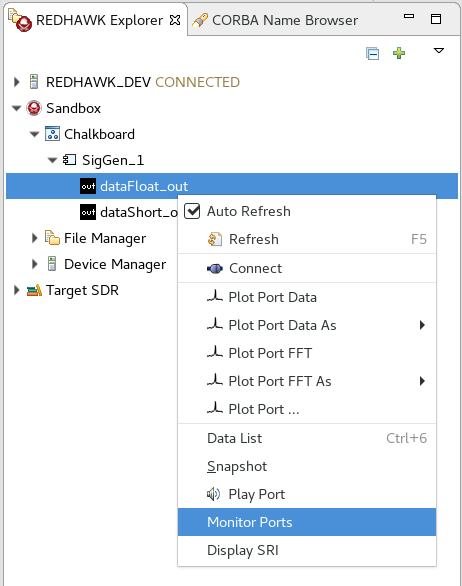 REDHAWK Explorer CORBA Name Browser
REDHAWK_DEV CONNECTED
Sandbox
Chalkboard
SigGen_1
out dataFloat_out
out dataShort_o
File Manager
Device Manager
Target SDR
Auto Refresh
Refresh F5
Connect
Plot Port Data
Plot Port Data As
Plot Port FFT
Plot Port FFT As
Plot Port ...
Data List Ctrl+6
Snapshot
Play Port
Monitor Ports
Display SRI